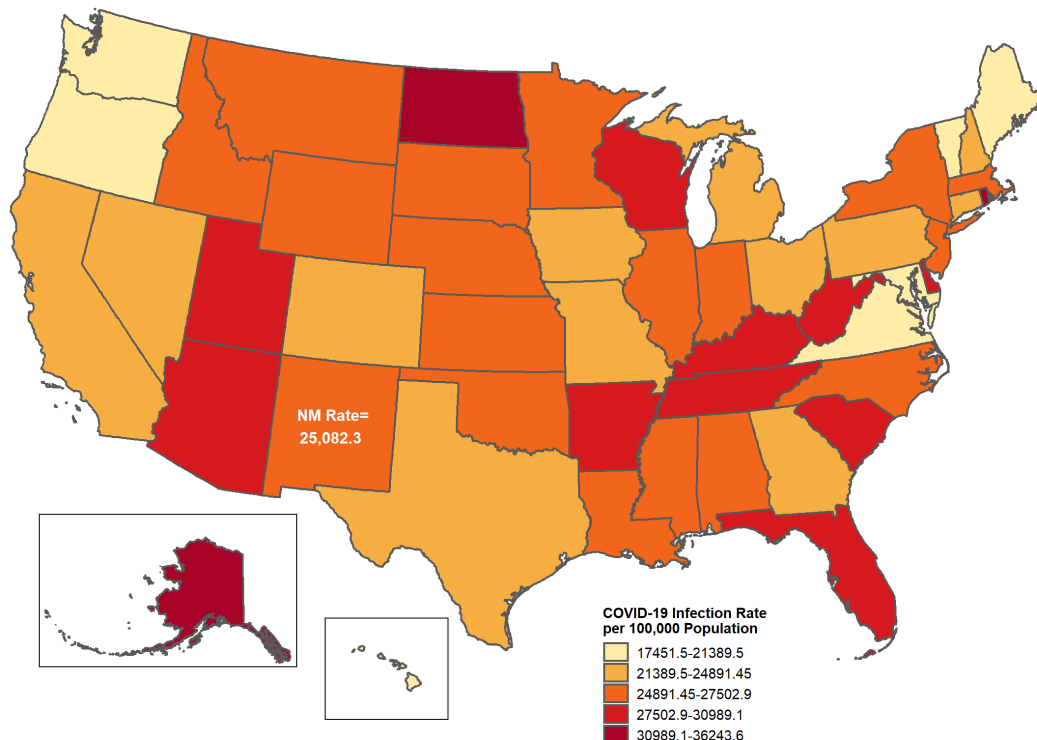 NM Rate=
25,082.3
COVID-19 Infection Rate
per 100,000 Population
17451.5-21389.5
21389.5-24891.45
24891.45-27502.9
27502.9-30989.1
30989.1-36243.6